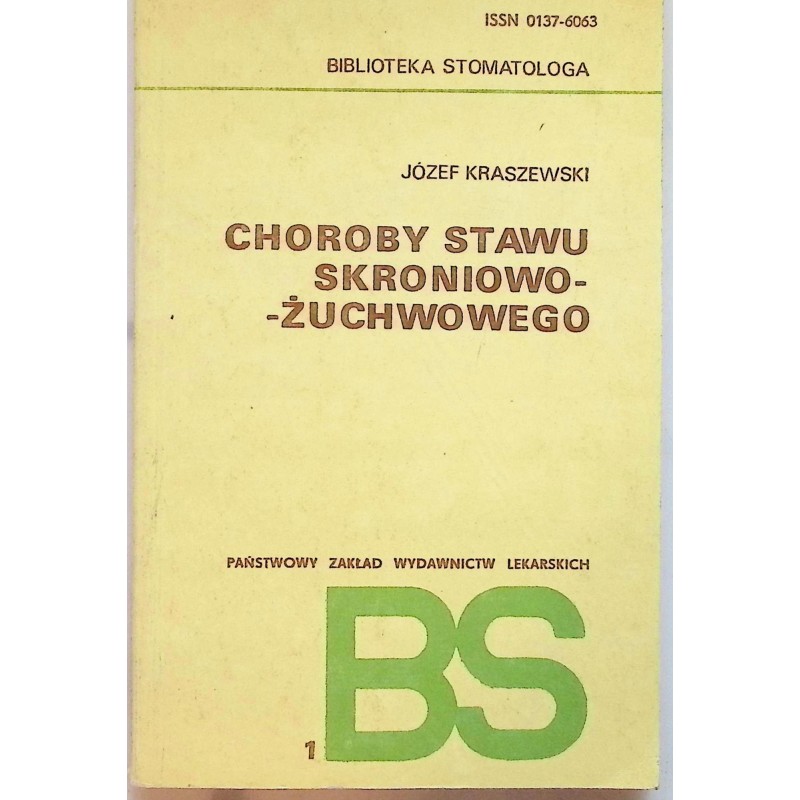 ISSN 0137-6063
BIBLIOTEKA STOMATOLOGA
JÓZEF KRASZEWSKI
CHOROBY STAWU
SKRONIOWO-
-ŻUCHWOWEGO
PAŃSTWOWY ZAKŁAD WYDAWNICTW LEKARSKICH
1 BS